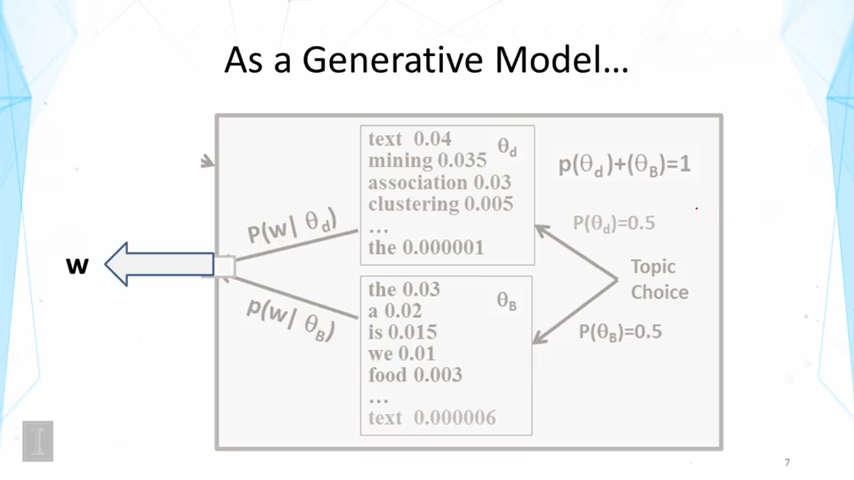 As a Generative Model...
text 0.04
θd
mining 0.035
association 0.03
clustering 0.005
...
the 0.000001
p(θd)+(θB)=1
P(θd)=0.5
P(w| θd)
w
Topic
Choice
p(w| θB)
the 0.03
θB
a 0.02
is 0.015
we 0.01
food 0.003
...
text 0.000006
P(θB)=0.5
I
7